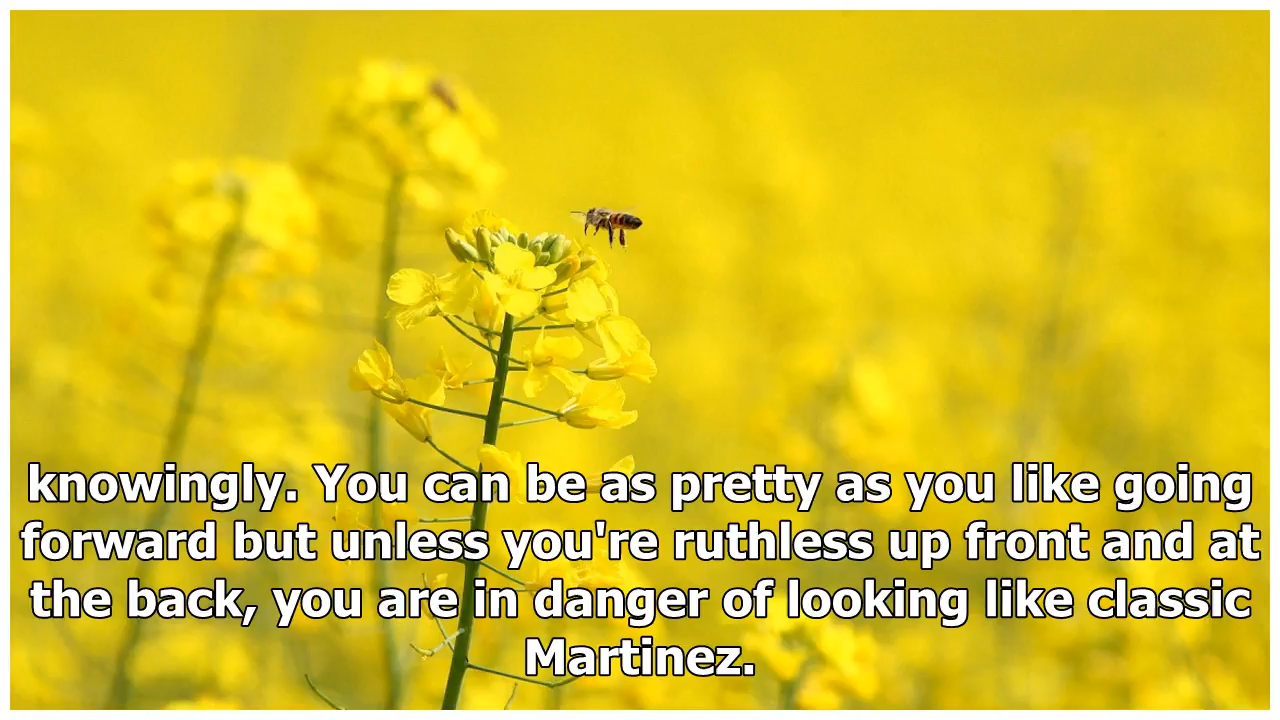 knowingly. You can be as pretty as you like going
forward but unless you're ruthless up front and at
the back, you are in danger of looking like classic
Martinez.